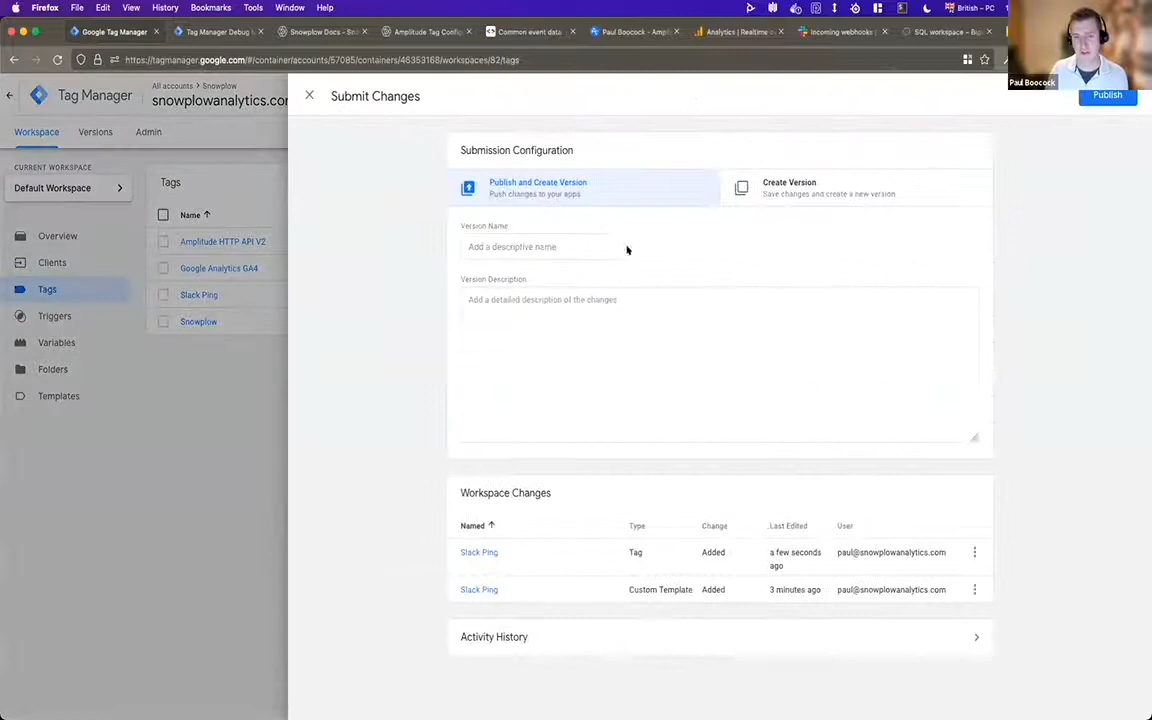 Firefox File Edit View History Bookmarks Tools Window Help
British – PC
Google Tag Manager
Tag Manager Debug
Snowplow Docs – Sno
Amplitude Tag Config
Common event data
Paul Boocock – Ampli
Analytics | Realtime o
Incoming webhooks
SQL workspace – Big
https://tagmanager.google.com/#/container/accounts/57085/containers/46353168/workspaces/82/tags
Paul Boocock
Tag Manager
All accounts > Snowplow
snowplowanalytics.cor
Submit Changes
Publish
Workspace Versions Admin
CURRENT WORKSPACE
Default Workspace
Overview
Clients
Tags
Triggers
Variables
Folders
Templates
Tags
Name
Amplitude HTTP API V2
Google Analytics GA4
Slack Ping
Snowplow
Submission Configuration
Publish and Create Version
Push changes to your apps
Create Version
Save changes and create a new version
Version Name
Add a descriptive name
Version Description
Add a detailed description of the changes
Workspace Changes
Name Type Change Last Edited User
Slack Ping Tag Added a few seconds ago paul@snowplowanalytics.com
Slack Ping Custom Template Added 3 minutes ago paul@snowplowanalytics.com
Activity History